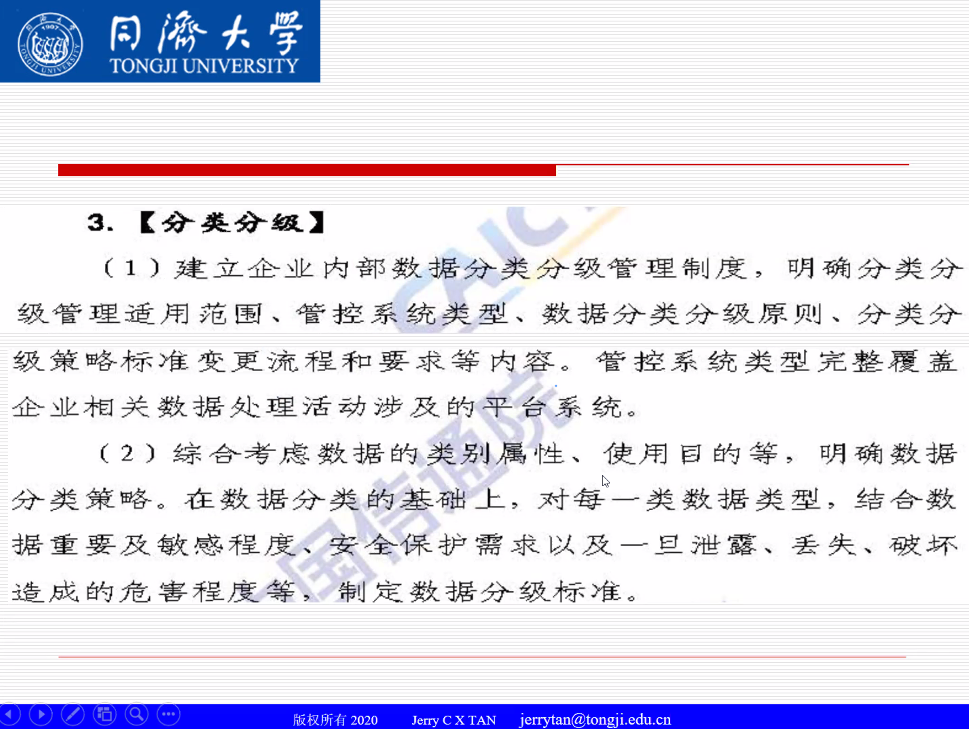 同濟大学
TONGJI UNIVERSITY
1907
3.【分类分级】
（1）建立企业内部数据分类分级管理制度，明确分类分
级管理适用范围、管控系统类型、数据分类分级原则、分类分
级策略标准变更流程和要求等内容。管控系统类型完整覆盖
企业相关数据处理活动涉及的平台系统。
（2）综合考虑数据的类别属性、使用目的等，明确数据
分类策略。在数据分类的基础上，对每一类数据类型，结合数
据重要及敏感程度、安全保护需求以及一旦泄露、丢失、破坏
造成的危害程度等，制定数据分级标准。
CAIC
国信通院
版权所有 2020 Jerry C X TAN jerrytan@tongji.edu.cn